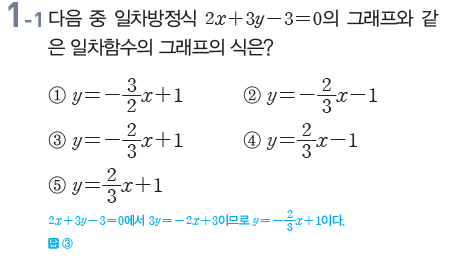 1-1 다음 중 일차방정식 2x+3y−3=0의 그래프와 같
은 일차함수의 그래프의 식은?
① y=−3/2x+1 ② y=−2/3x−1
③ y=−2/3x+1 ④ y=2/3x−1
⑤ y=2/3x+1
2x+3y−3=0에서 3y=−2x+3이므로 y=−2/3x+1이다.
답 ③